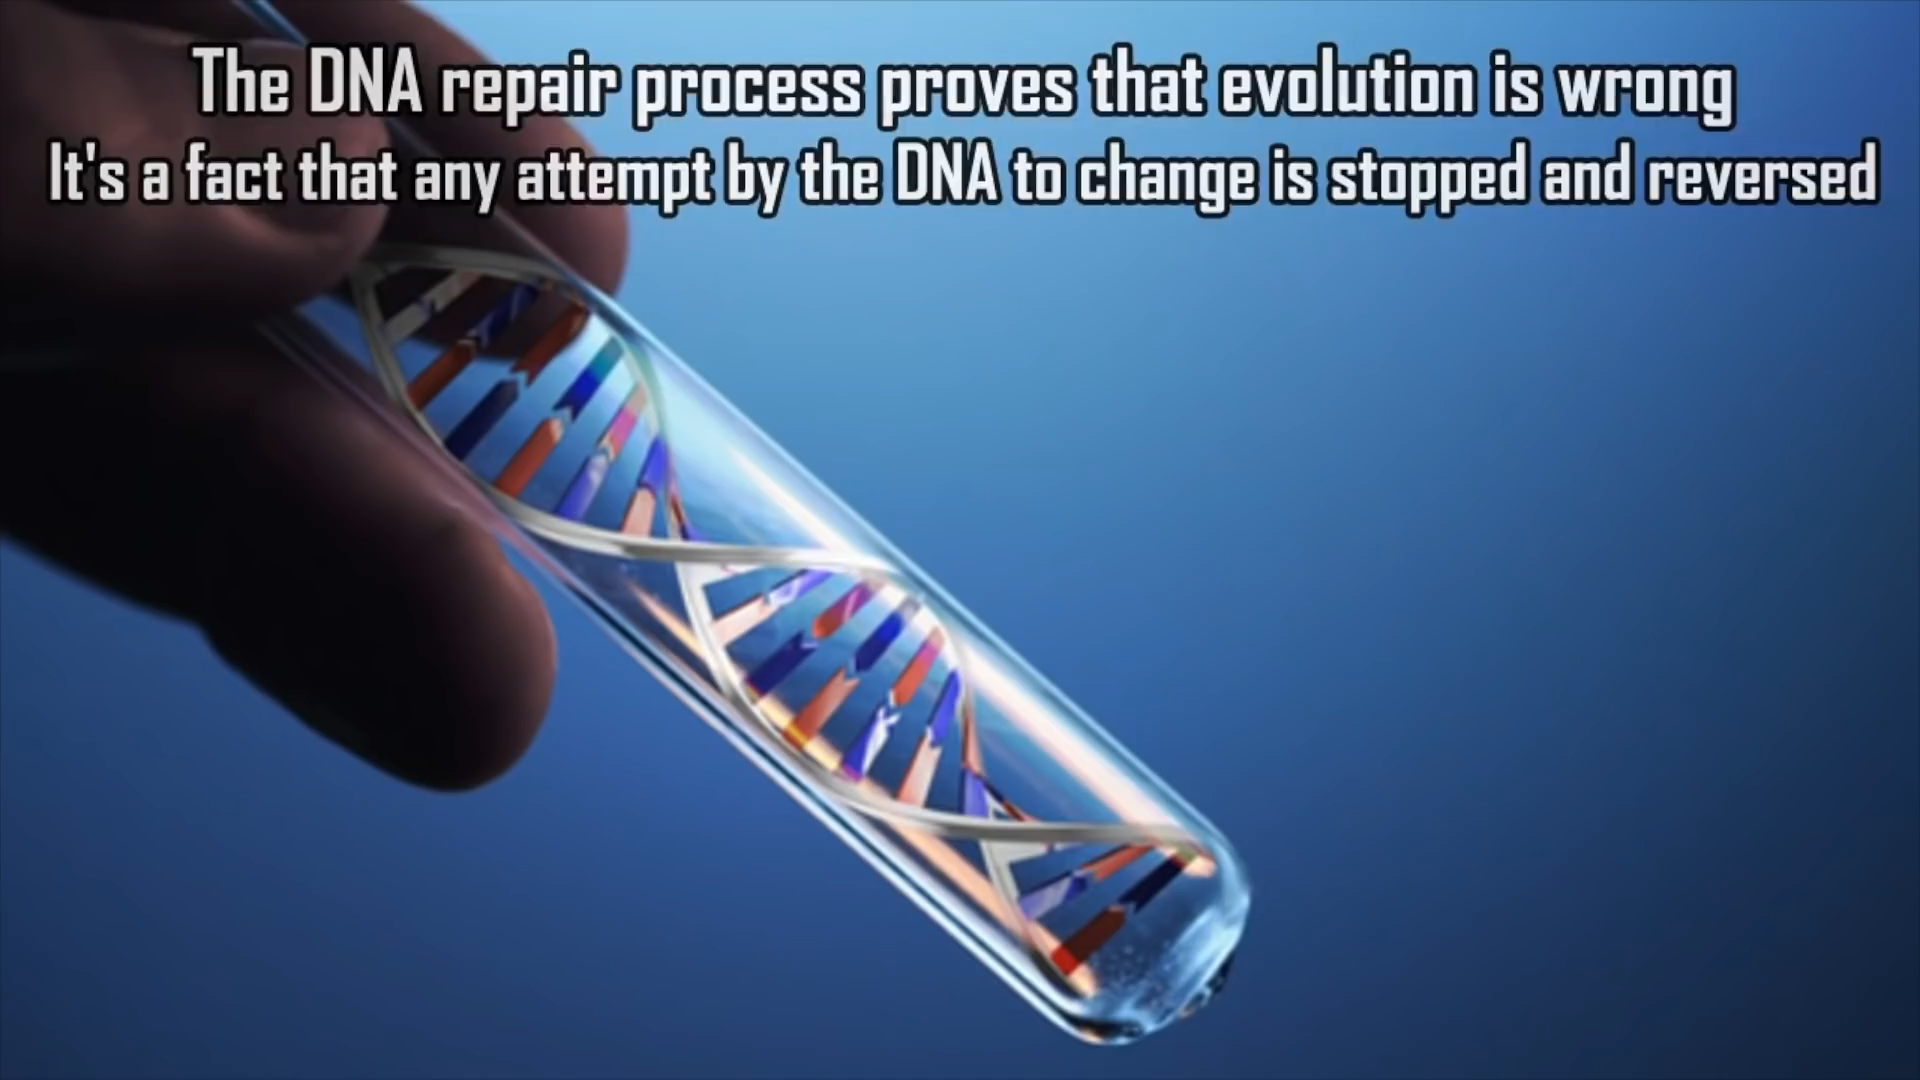 The DNA repair process proves that evolution is wrong
It's a fact that any attempt by the DNA to change is stopped and reversed